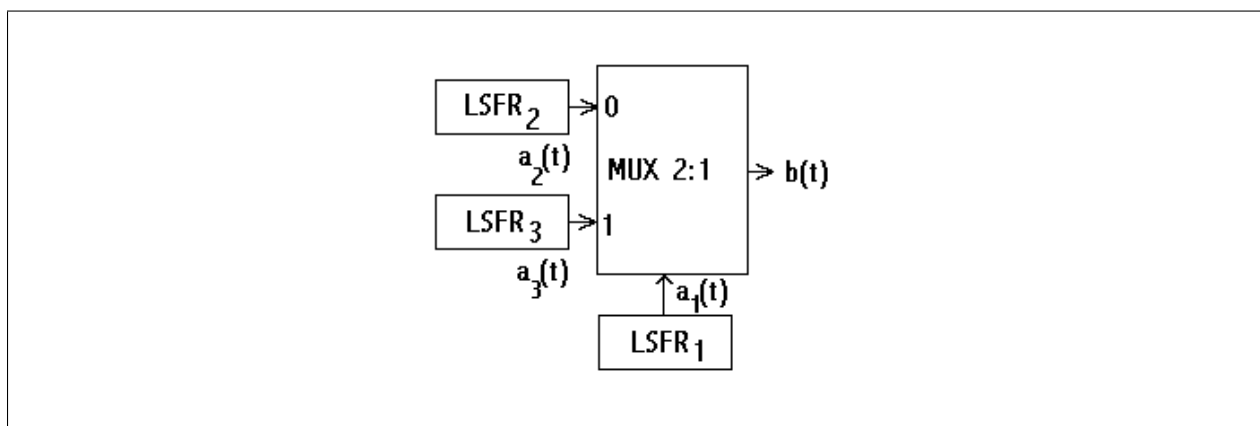 LSFR₂
0
a₂(t)
MUX 2:1
b(t)
LSFR₃
1
a₃(t)
a₁(t)
LSFR₁